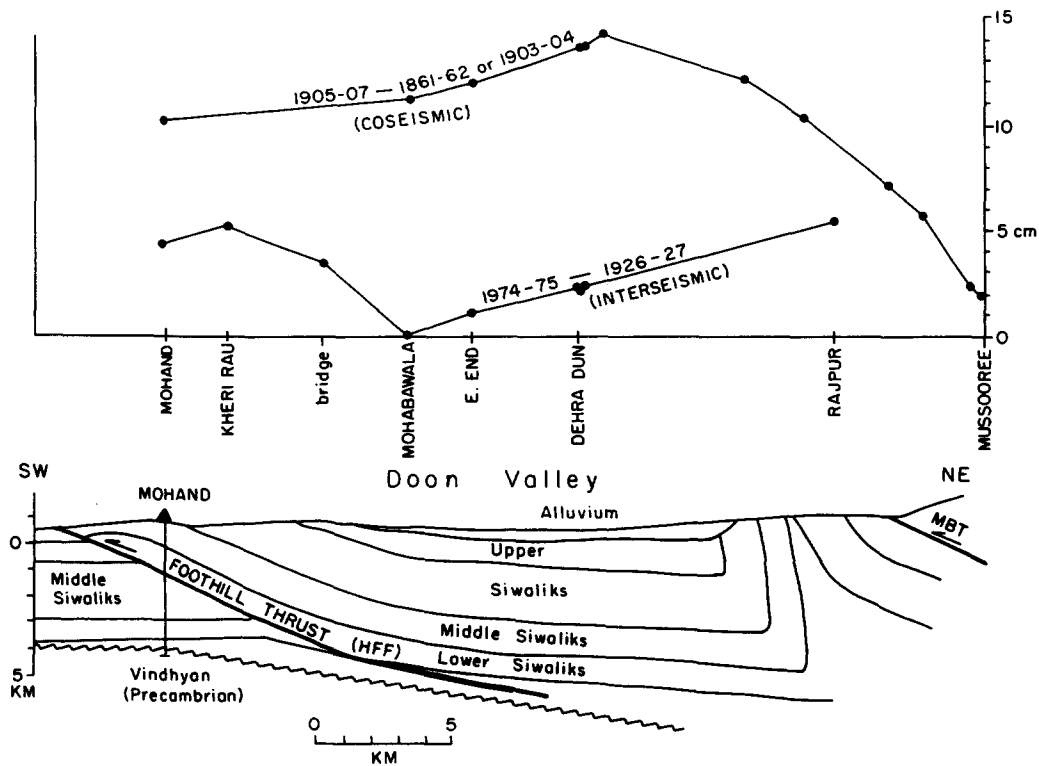 15
1905-07 — 1861-62 or 1903-04
(COSEISMIC)
10
5 cm
1974-75 — 1926-27
(INTERSEISMIC)
0
MOHAND
KHERI RAU
bridge
MOHABAWALA
E. END
DEHRA DUN
RAJPUR
MUSSOOREE
SW
Doon Valley
NE
MOHAND
Alluvium
MBT
0
Upper
Middle
Siwaliks
FOOTHILL THRUST (HFF)
Siwaliks
Middle Siwaliks
Lower Siwaliks
5
KM
Vindhyan
(Precambrian)
0 5
KM